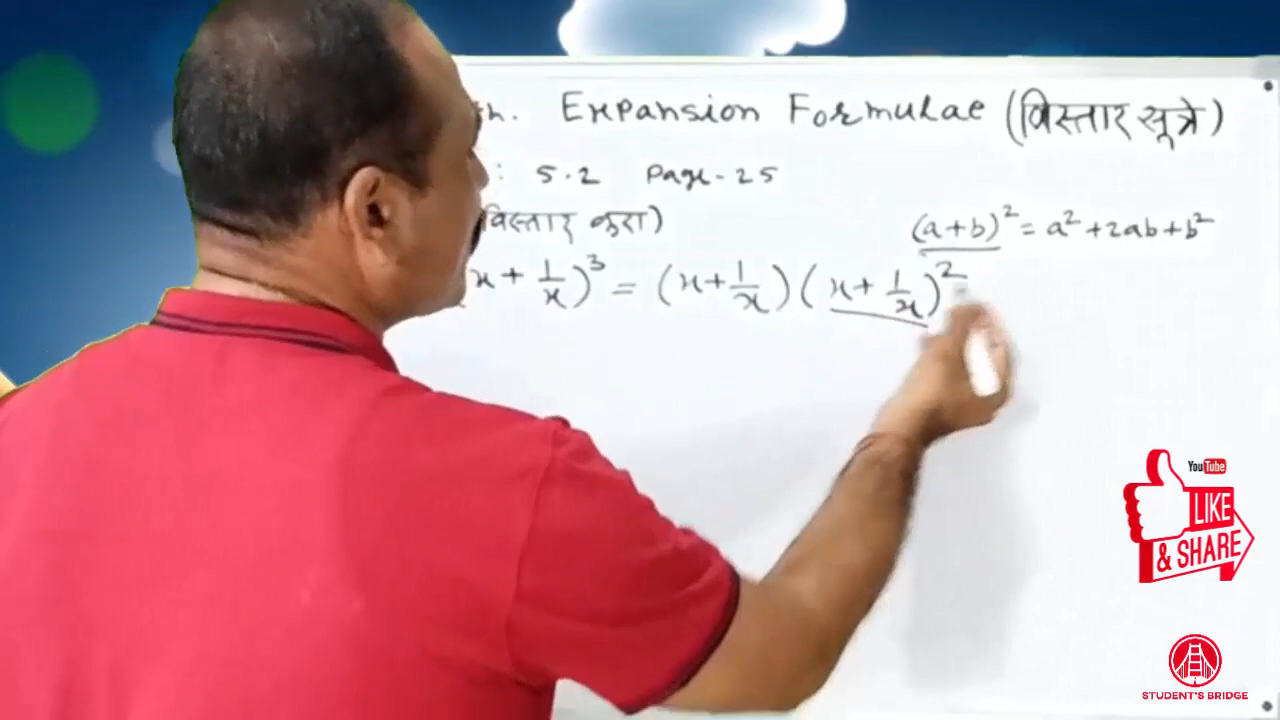 Expansion Formulae (विस्तार सूत्रे)
: 5.2 Page-25
विस्तार करा)
(a+b)² = a² + 2ab + b²
(x + 1/x)³ = (x + 1/x) (x + 1/x)²
YouTube
LIKE
& SHARE
STUDENT'S BRIDGE